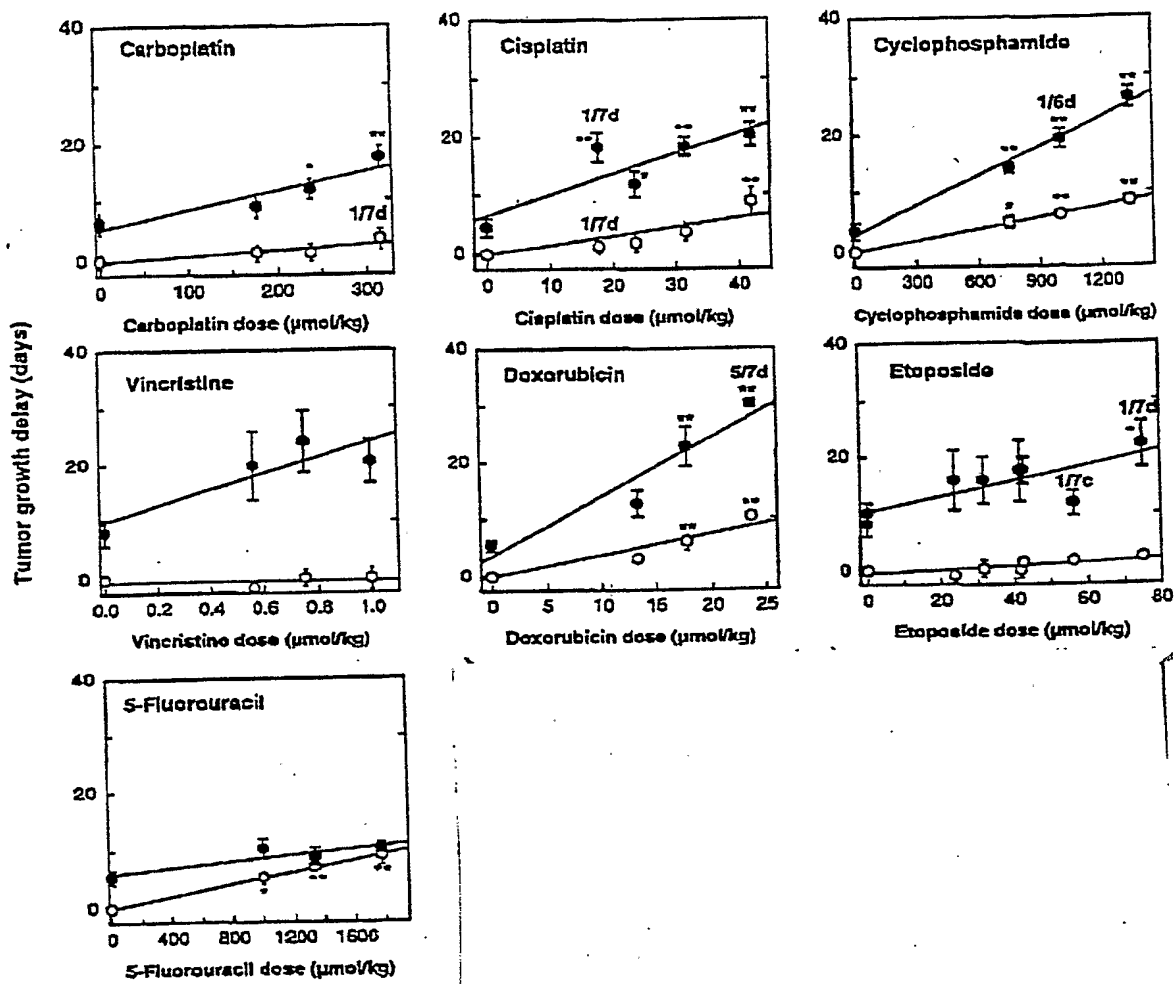 Tumor growth delay (days)
40
20
0
Carboplatin
**
*
1/7d
0 100 200 300
Carboplatin dose (µmol/kg)
40
20
0
Cisplatin
1/7d
**
*
**
**
**
1/7d
0 10 20 30 40
Cisplatin dose (µmol/kg)
40
20
0
Cyclophosphamido
1/6d
**
**
**
*
**
**
0 300 600 900 1200
Cyclophosphamide dose (µmol/kg)
40
20
0
Vincristine
0.0 0.2 0.4 0.6 0.8 1.0
Vincristino dose (µmol/kg)
40
20
0
Doxorubicin
5/7d
**
**
**
**
0 5 10 15 20 25
Doxorubicin dose (µmol/kg)
40
20
0
Etoposido
1/7d
*
1/7c
0 20 40 60 80
Etoposide dose (µmol/kg)
40
20
0
5-Fluorouracil
*
**
**
0 400 800 1200 1600
5-Fluorouracil dose (µmol/kg)